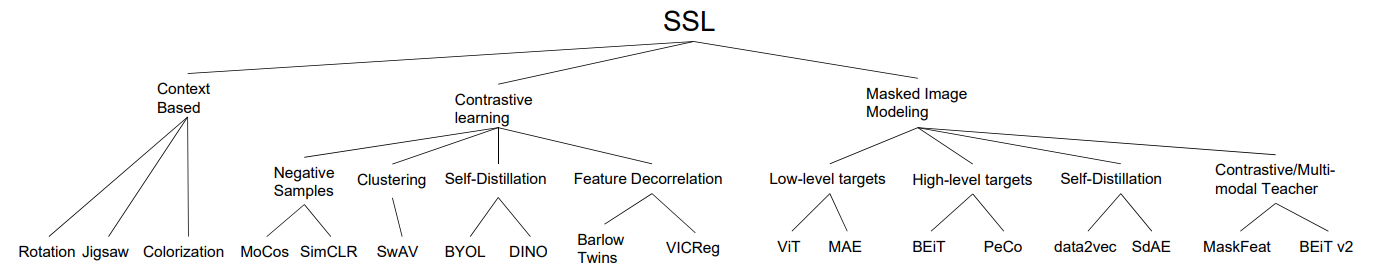 SSL
Context
Based
Contrastive
learning
Masked Image
Modeling
Negative
Samples
Clustering
Self-Distillation
Feature Decorrelation
Low-level targets
High-level targets
Self-Distillation
Contrastive/Multi-
modal Teacher
Rotation
Jigsaw
Colorization
MoCos
SimCLR
SwAV
BYOL
DINO
Barlow
Twins
VICReg
ViT
MAE
BEiT
PeCo
data2vec
SdAE
MaskFeat
BEiT v2